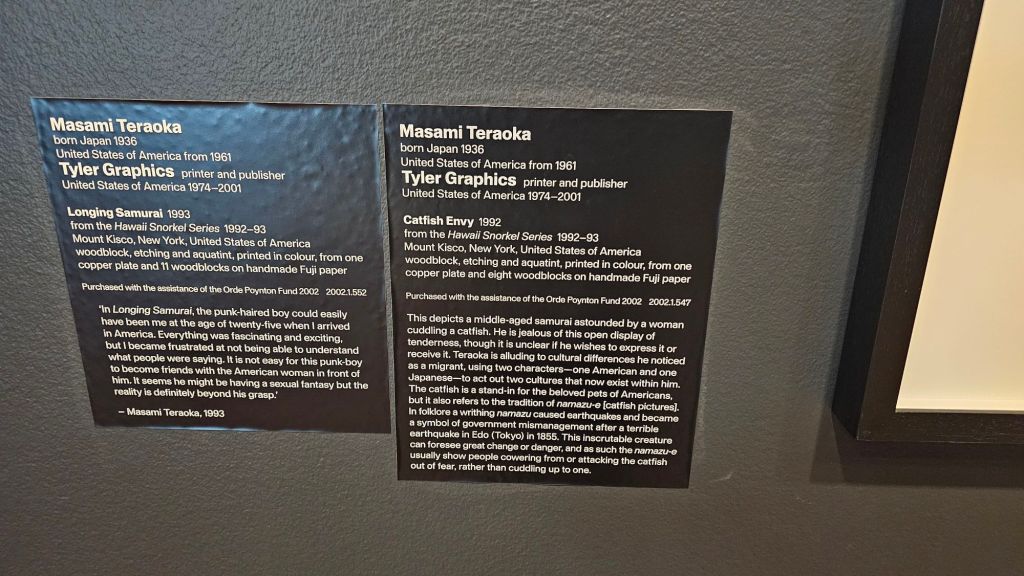 Masami Teraoka
born Japan 1936
United States of America from 1961
Tyler Graphics printer and publisher
United States of America 1974–2001
Longing Samurai 1993
from the Hawaii Snorkel Series 1992–93
Mount Kisco, New York, United States of America
woodblock, etching and aquatint, printed in colour, from one
copper plate and 11 woodblocks on handmade Fuji paper
Purchased with the assistance of the Orde Poynton Fund 2002 2002.1.552
'In Longing Samurai, the punk-haired boy could easily
have been me at the age of twenty-five when I arrived
in America. Everything was fascinating and exciting,
but I became frustrated at not being able to understand
what people were saying. It is not easy for this punk-boy
to become friends with the American woman in front of
him. It seems he might be having a sexual fantasy but the
reality is definitely beyond his grasp.'
– Masami Teraoka, 1993
Masami Teraoka
born Japan 1936
United States of America from 1961
Tyler Graphics printer and publisher
United States of America 1974–2001
Catfish Envy 1992
from the Hawaii Snorkel Series 1992–93
Mount Kisco, New York, United States of America
woodblock, etching and aquatint, printed in colour, from one
copper plate and eight woodblocks on handmade Fuji paper
Purchased with the assistance of the Orde Poynton Fund 2002 2002.1.547
This depicts a middle-aged samurai astounded by a woman
cuddling a catfish. He is jealous of this open display of
tenderness, though it is unclear if he wishes to express it or
receive it. Teraoka is alluding to cultural differences he noticed
as a migrant, using two characters—one American and one
Japanese—to act out two cultures that now exist within him.
The catfish is a stand-in for the beloved pets of Americans,
but it also refers to the tradition of namazu-e [catfish pictures].
In folklore a writhing namazu caused earthquakes and became
a symbol of government mismanagement after a terrible
earthquake in Edo (Tokyo) in 1855. This inscrutable creature
can foresee great change or danger, and as such the namazu-e
usually show people cowering from or attacking the catfish
out of fear, rather than cuddling up to one.